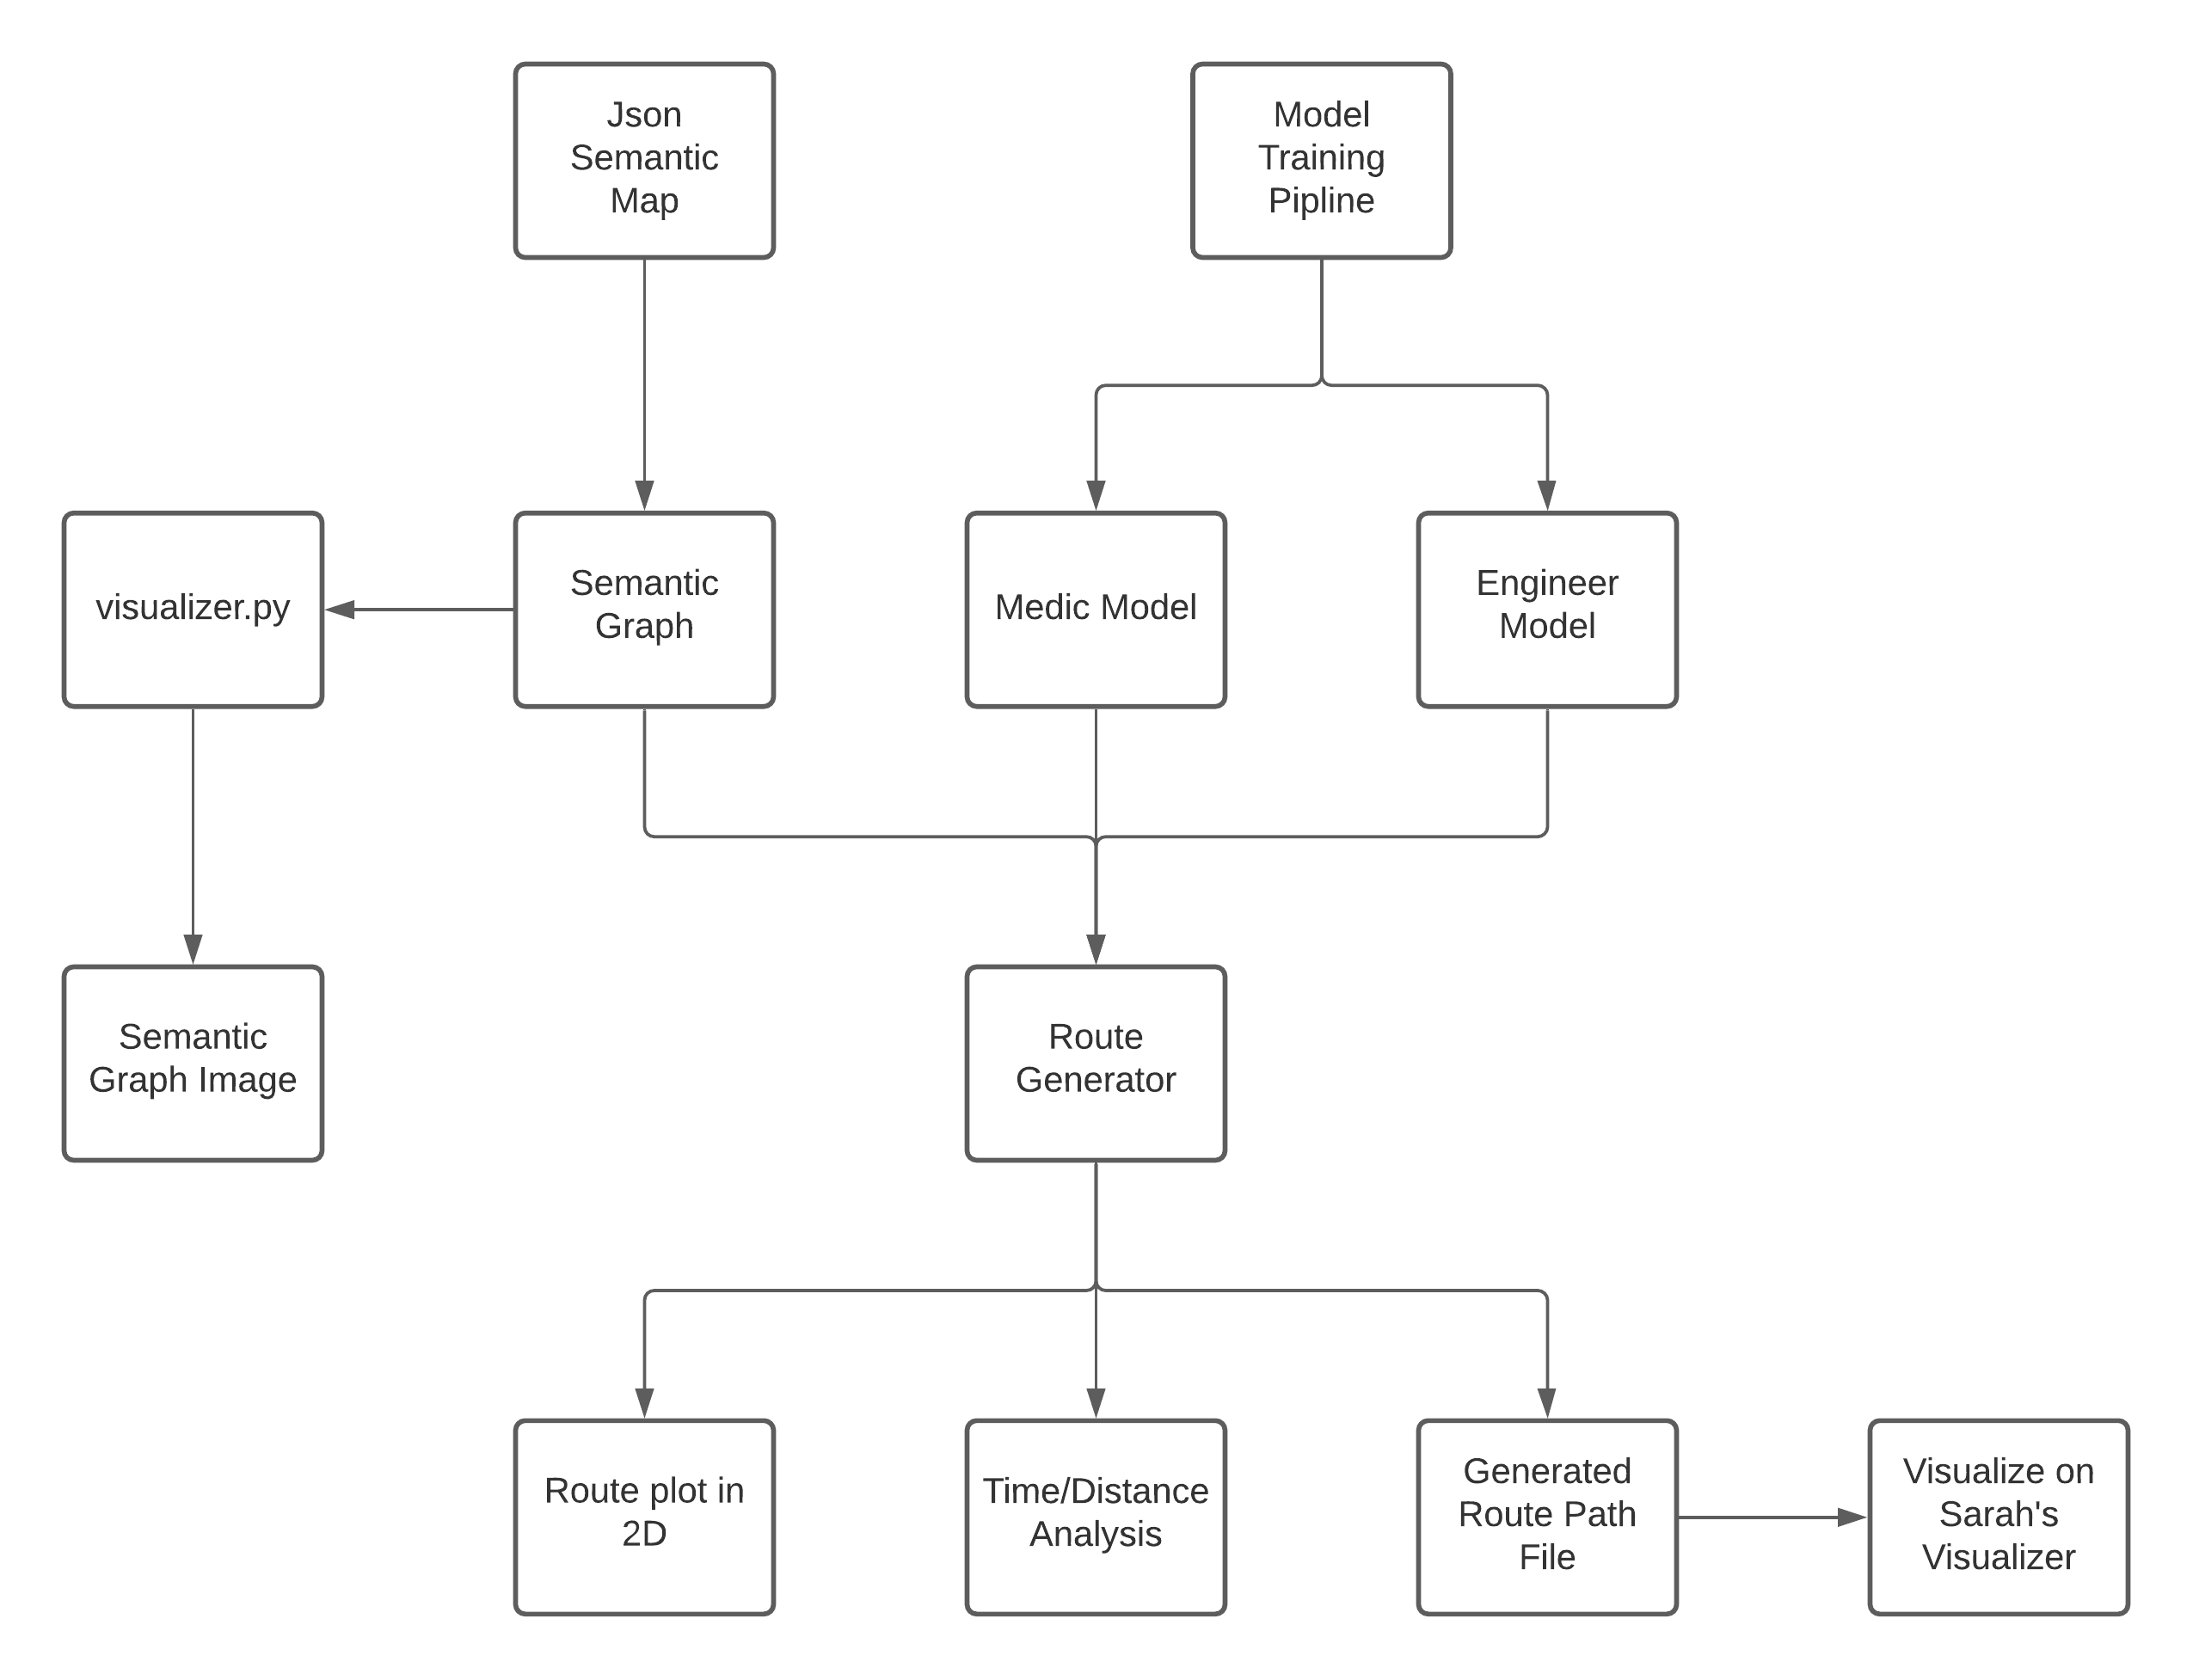 Json
Semantic
Map
Model
Training
Pipline
visualizer.py
Semantic
Graph
Medic Model
Engineer
Model
Semantic
Graph Image
Route
Generator
Route plot in
2D
Time/Distance
Analysis
Generated
Route Path
File
Visualize on
Sarah's
Visualizer